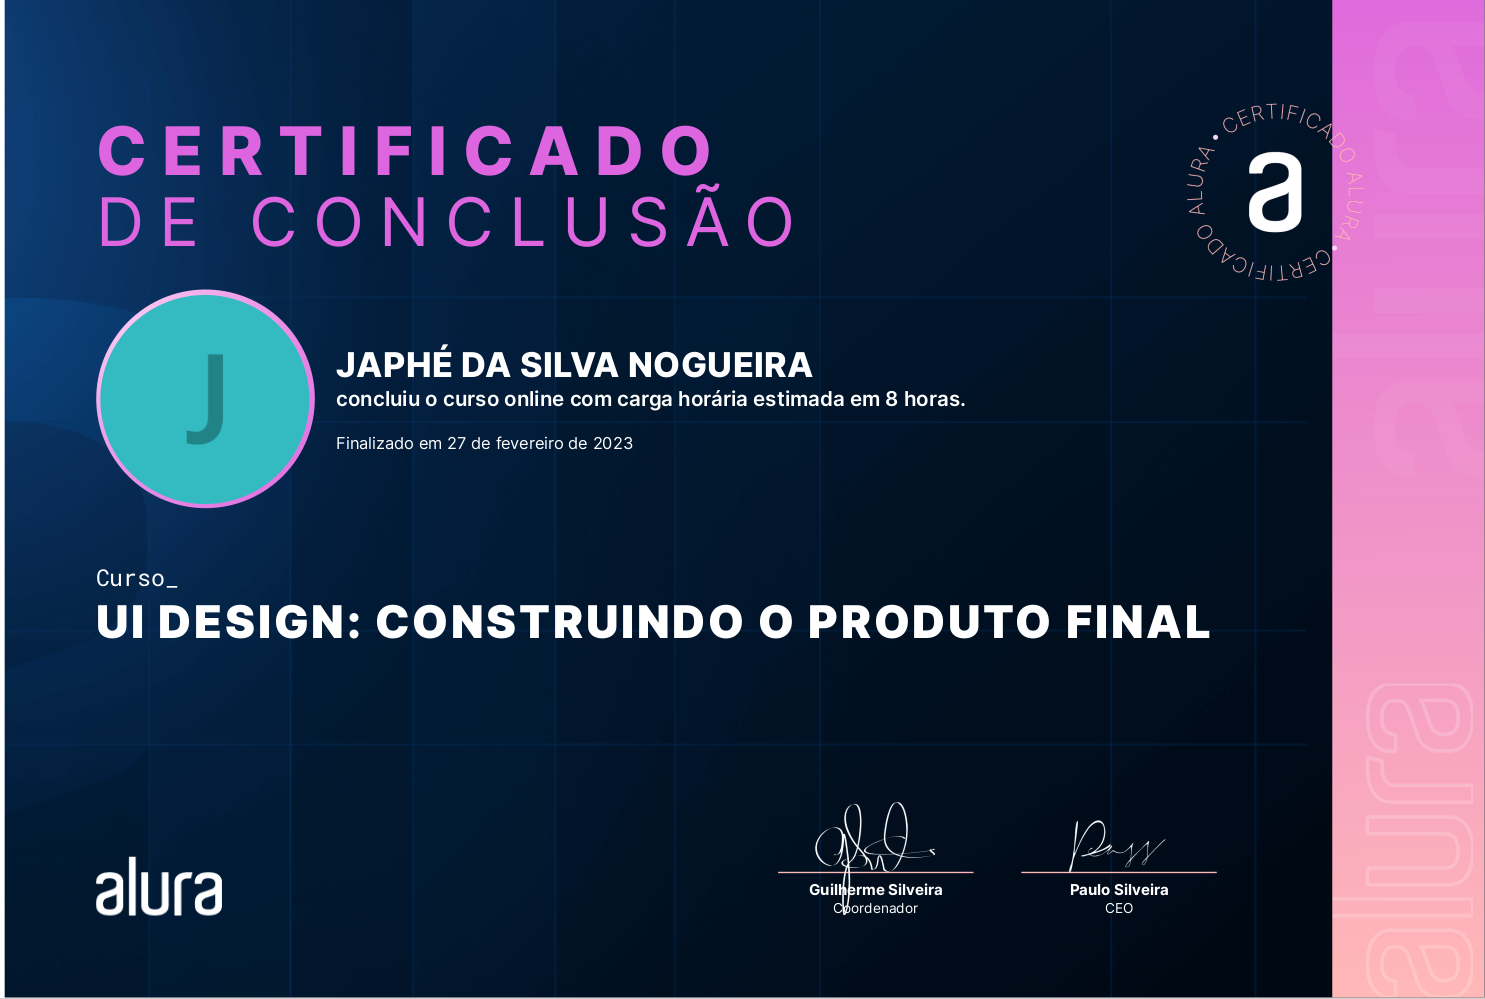 CERTIFICADO
DE CONCLUSÃO
CERTIFICADO ALURA • CERTIFICADO ALURA •
a
J
JAPHÉ DA SILVA NOGUEIRA
concluiu o curso online com carga horária estimada em 8 horas.
Finalizado em 27 de fevereiro de 2023
Curso_
UI DESIGN: CONSTRUINDO O PRODUTO FINAL
alura
Guilherme Silveira
Coordenador
Paulo Silveira
CEO
alura
alura